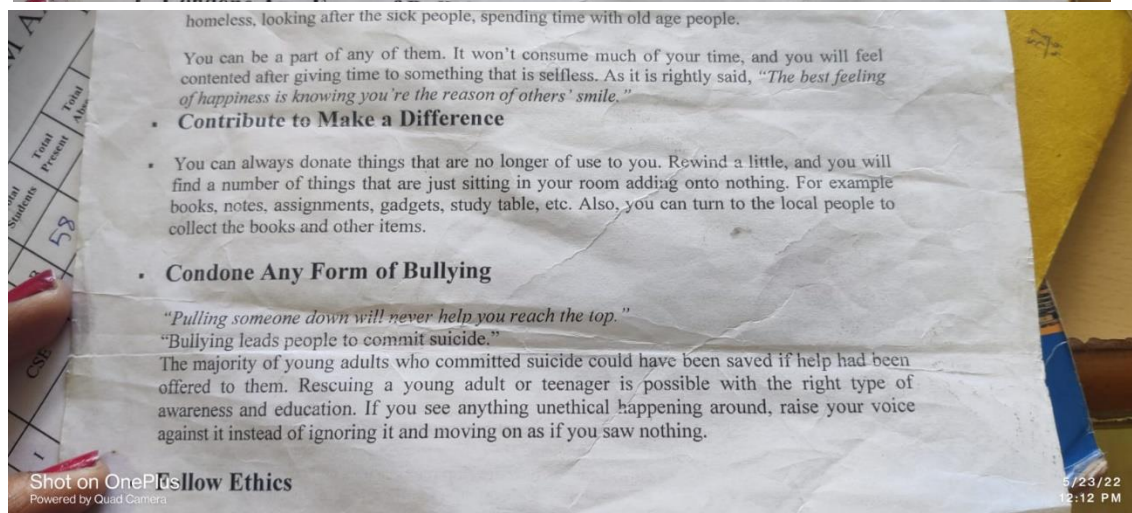 homeless, looking after the sick people, spending time with old age people.
You can be a part of any of them. It won't consume much of your time, and you will feel
contented after giving time to something that is selfless. As it is rightly said, "The best feeling
of happiness is knowing you're the reason of others' smile."
▪ Contribute to Make a Difference
▪ You can always donate things that are no longer of use to you. Rewind a little, and you will
find a number of things that are just sitting in your room adding onto nothing. For example
books, notes, assignments, gadgets, study table, etc. Also, you can turn to the local people to
collect the books and other items.
▪ Condone Any Form of Bullying
"Pulling someone down will never help you reach the top."
"Bullying leads people to commit suicide."
The majority of young adults who committed suicide could have been saved if help had been
offered to them. Rescuing a young adult or teenager is possible with the right type of
awareness and education. If you see anything unethical happening around, raise your voice
against it instead of ignoring it and moving on as if you saw nothing.
Follow Ethics
Total
Total
Present
Students
58
CSE
I
Shot on OnePlus
Powered by Quad Camera
5/23/22
12:12 PM